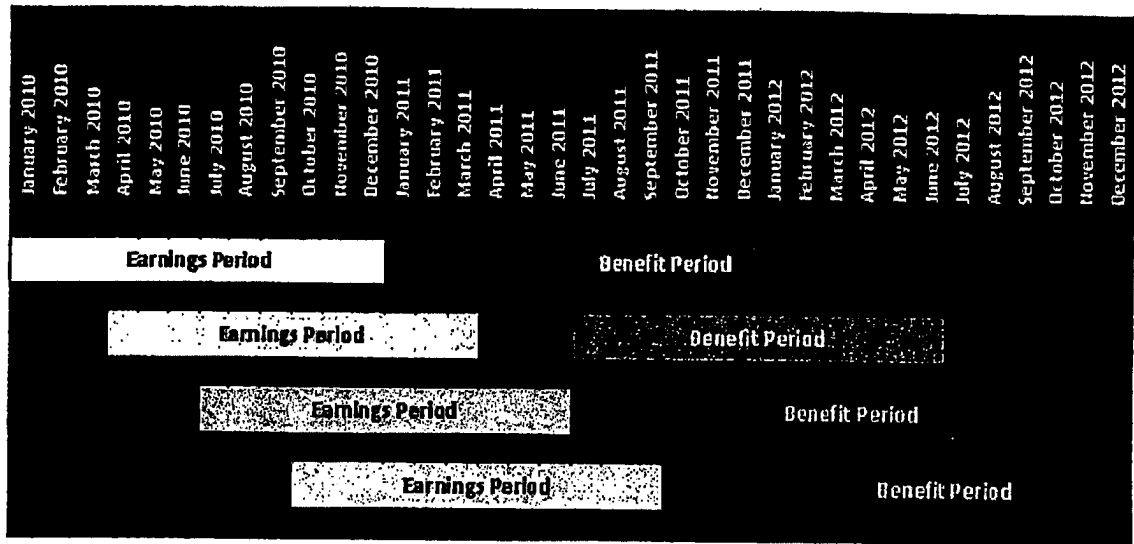 January 2010
February 2010
March 2010
April 2010
May 2010
June 2010
July 2010
August 2010
September 2010
October 2010
November 2010
December 2010
January 2011
February 2011
March 2011
April 2011
May 2011
June 2011
July 2011
August 2011
September 2011
October 2011
November 2011
December 2011
January 2012
February 2012
March 2012
April 2012
May 2012
June 2012
July 2012
August 2012
September 2012
October 2012
November 2012
December 2012
Earnings Period Benefit Period
Earnings Period Benefit Period
Earnings Period Benefit Period
Earnings Period Benefit Period